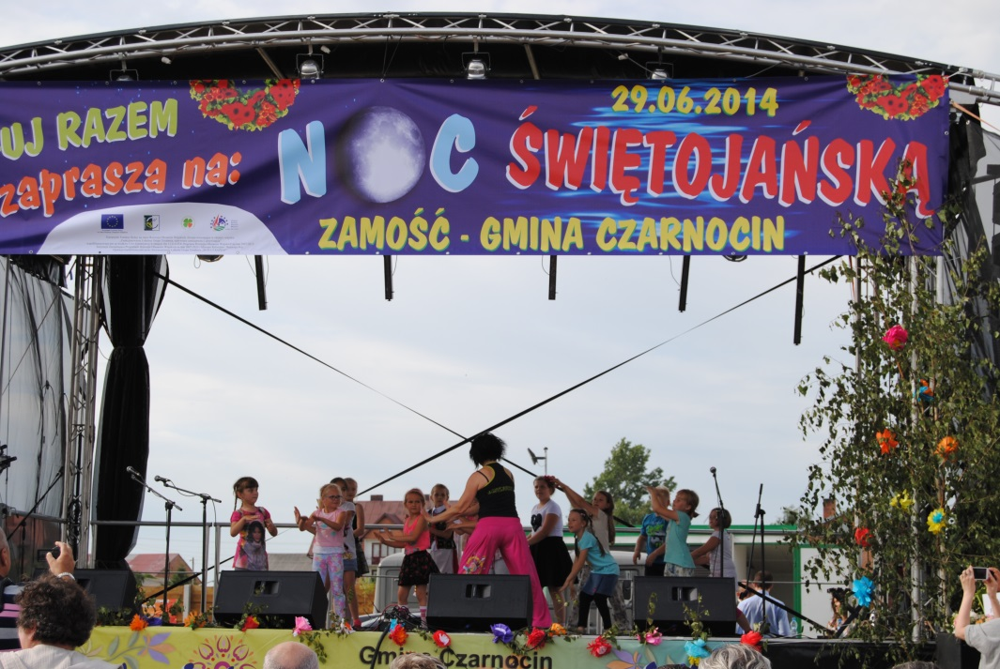 UJ RAZEM
zaprasza na:
NOC ŚWIĘTOJAŃSKA
29.06.2014
ZAMOŚĆ - GMINA CZARNOCIN
Gmina Czarnocin